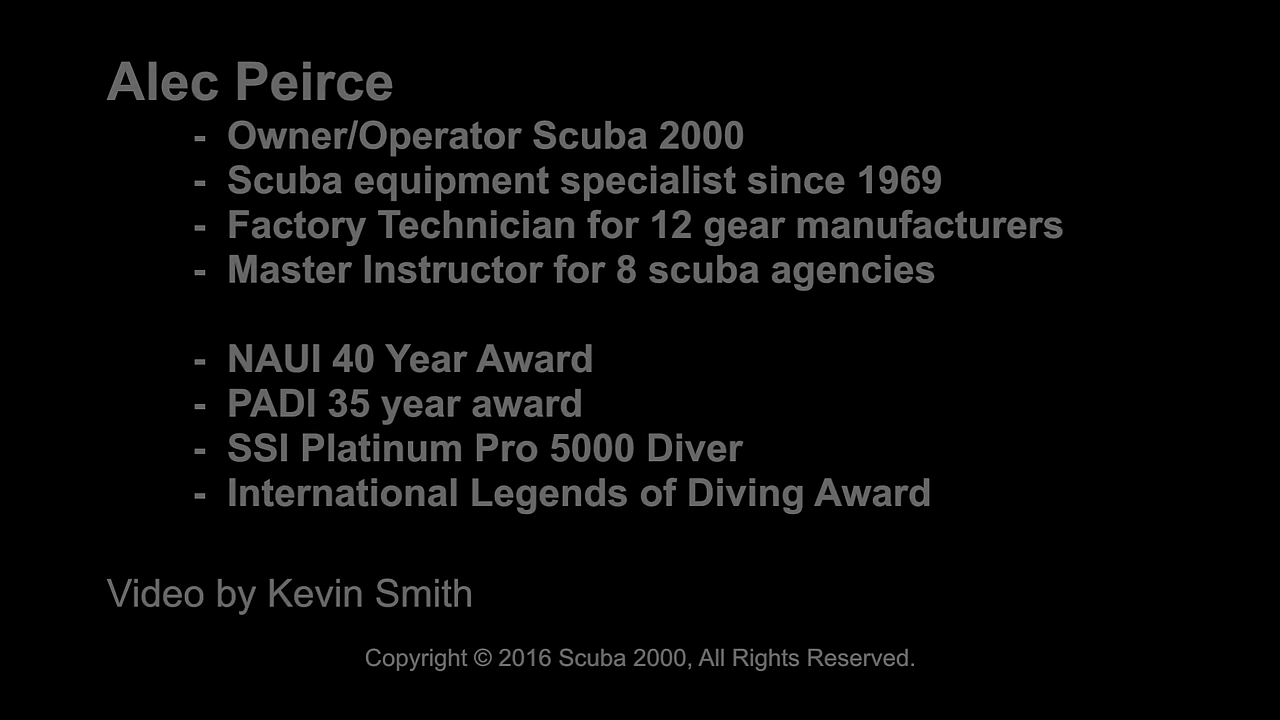 Alec Peirce
- Owner/Operator Scuba 2000
- Scuba equipment specialist since 1969
- Factory Technician for 12 gear manufacturers
- Master Instructor for 8 scuba agencies
- NAUI 40 Year Award
- PADI 35 year award
- SSI Platinum Pro 5000 Diver
- International Legends of Diving Award
Video by Kevin Smith
Copyright © 2016 Scuba 2000, All Rights Reserved.